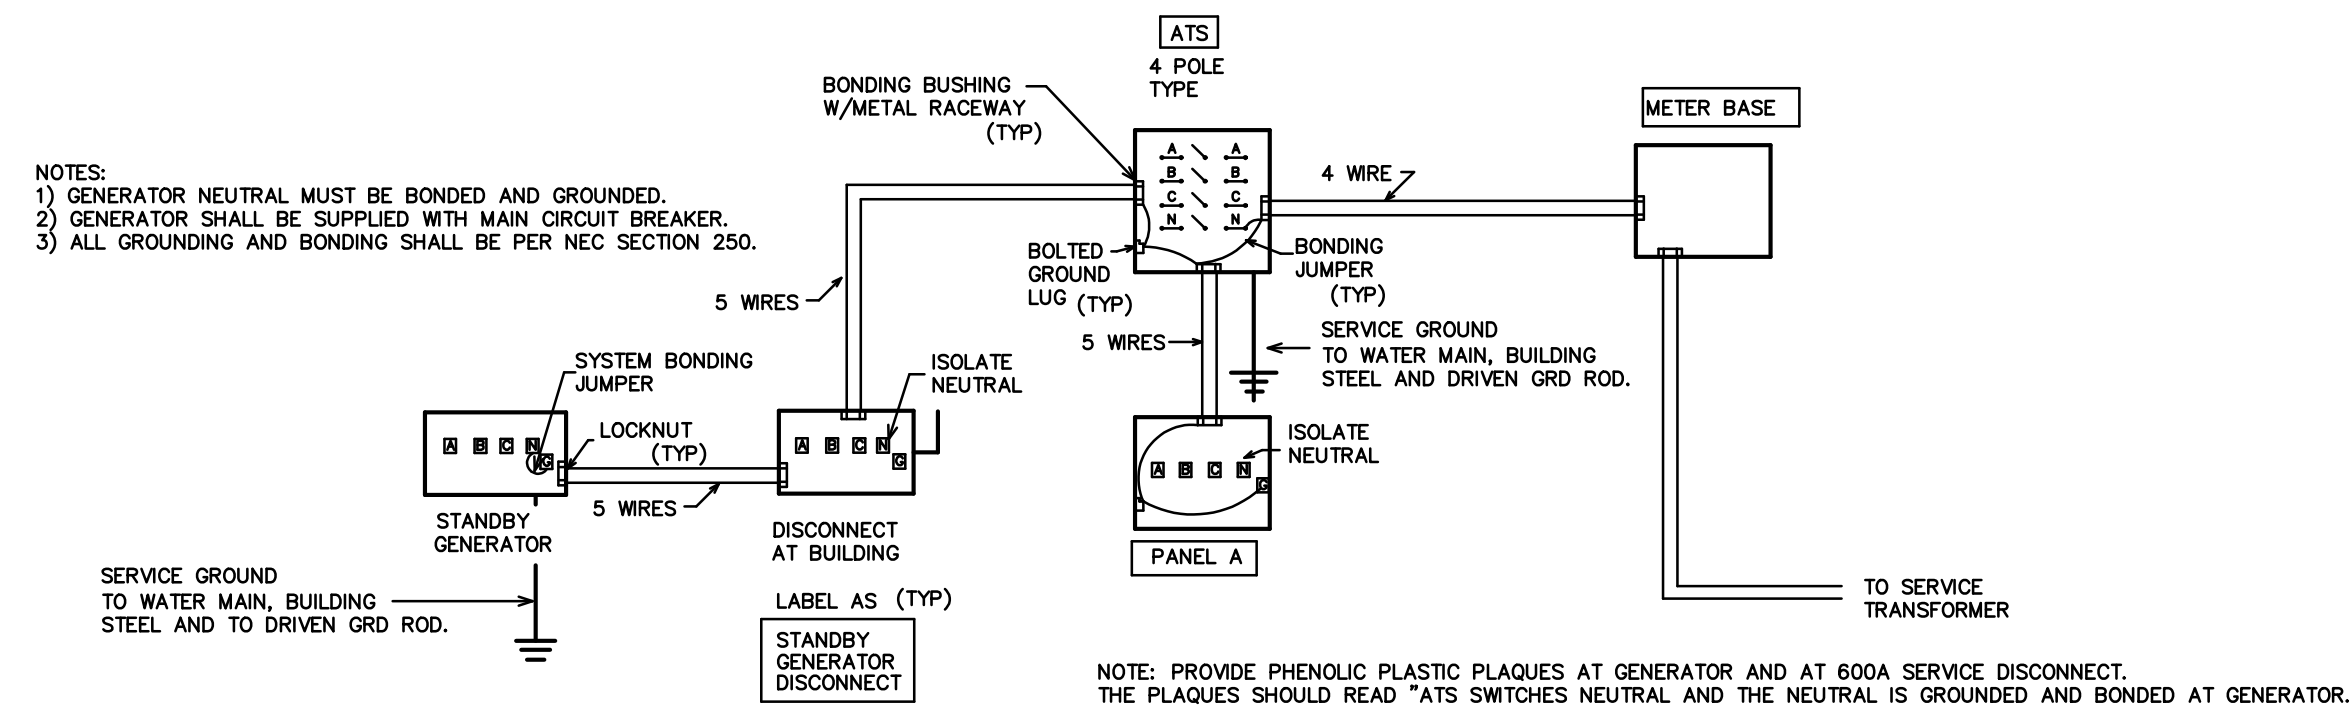 ATS
4 POLE
TYPE
BONDING BUSHING
W/METAL RACEWAY
(TYP)
METER BASE
NOTES:
1) GENERATOR NEUTRAL MUST BE BONDED AND GROUNDED.
2) GENERATOR SHALL BE SUPPLIED WITH MAIN CIRCUIT BREAKER.
3) ALL GROUNDING AND BONDING SHALL BE PER NEC SECTION 250.
A A
B B
C C
N N
4 WIRE
BOLTED
GROUND
LUG (TYP)
BONDING
JUMPER
(TYP)
5 WIRES
5 WIRES
SERVICE GROUND
TO WATER MAIN, BUILDING
STEEL AND DRIVEN GRD ROD.
SYSTEM BONDING
JUMPER
ISOLATE
NEUTRAL
A B C N
G
LOCKNUT
(TYP)
5 WIRES
A B C N
G
ISOLATE
NEUTRAL
A B C N
G
STANDBY
GENERATOR
DISCONNECT
AT BUILDING
PANEL A
SERVICE GROUND
TO WATER MAIN, BUILDING
STEEL AND TO DRIVEN GRD ROD.
LABEL AS (TYP)
STANDBY
GENERATOR
DISCONNECT
TO SERVICE
TRANSFORMER
NOTE: PROVIDE PHENOLIC PLASTIC PLAQUES AT GENERATOR AND AT 600A SERVICE DISCONNECT.
THE PLAQUES SHOULD READ "ATS SWITCHES NEUTRAL AND THE NEUTRAL IS GROUNDED AND BONDED AT GENERATOR.